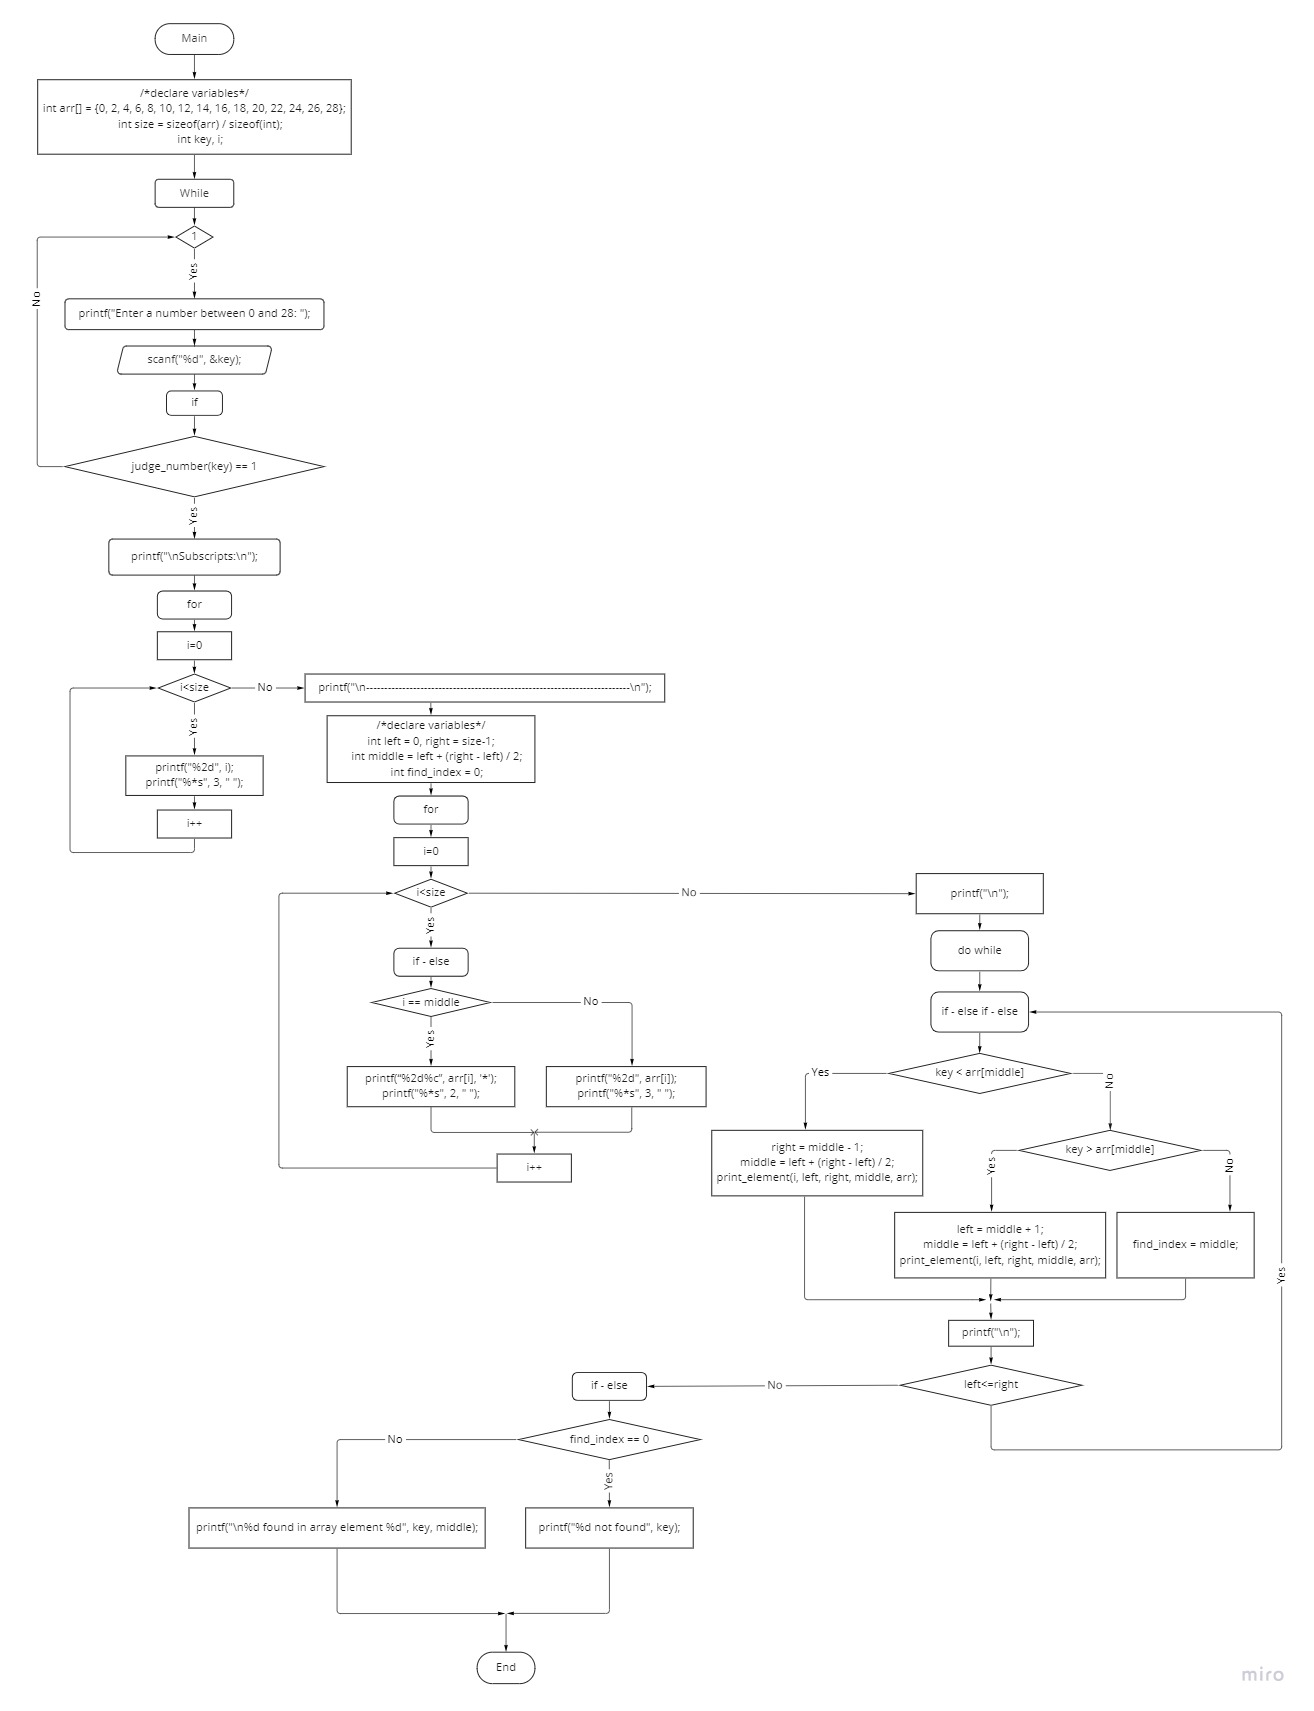 Main
/*declare variables*/
int arr[] = {0, 2, 4, 6, 8, 10, 12, 14, 16, 18, 20, 22, 24, 26, 28};
int size = sizeof(arr) / sizeof(int);
int key, i;
While
1
Yes
No
printf("Enter a number between 0 and 28: ");
scanf("%d", &key);
if
judge_number(key) == 1
Yes
printf("\nSubscripts:\n");
for
i=0
i<size
No
printf("\n--------------------------------------------------------------------------\n");
Yes
printf("%2d", i);
printf("%*s", 3, " ");
i++
/*declare variables*/
int left = 0, right = size-1;
int middle = left + (right - left) / 2;
int find_index = 0;
for
i=0
i<size
No
printf("\n");
Yes
if - else
i == middle
No
Yes
printf("%2d%c", arr[i], '*');
printf("%*s", 2, " ");
printf("%2d", arr[i]);
printf("%*s", 3, " ");
i++
do while
if - else if - else
key < arr[middle]
Yes
No
right = middle - 1;
middle = left + (right - left) / 2;
print_element(i, left, right, middle, arr);
key > arr[middle]
Yes
No
left = middle + 1;
middle = left + (right - left) / 2;
print_element(i, left, right, middle, arr);
find_index = middle;
Yes
printf("\n");
left<=right
No
if - else
find_index == 0
No
Yes
printf("\n%d found in array element %d", key, middle);
printf("%d not found", key);
End
miro